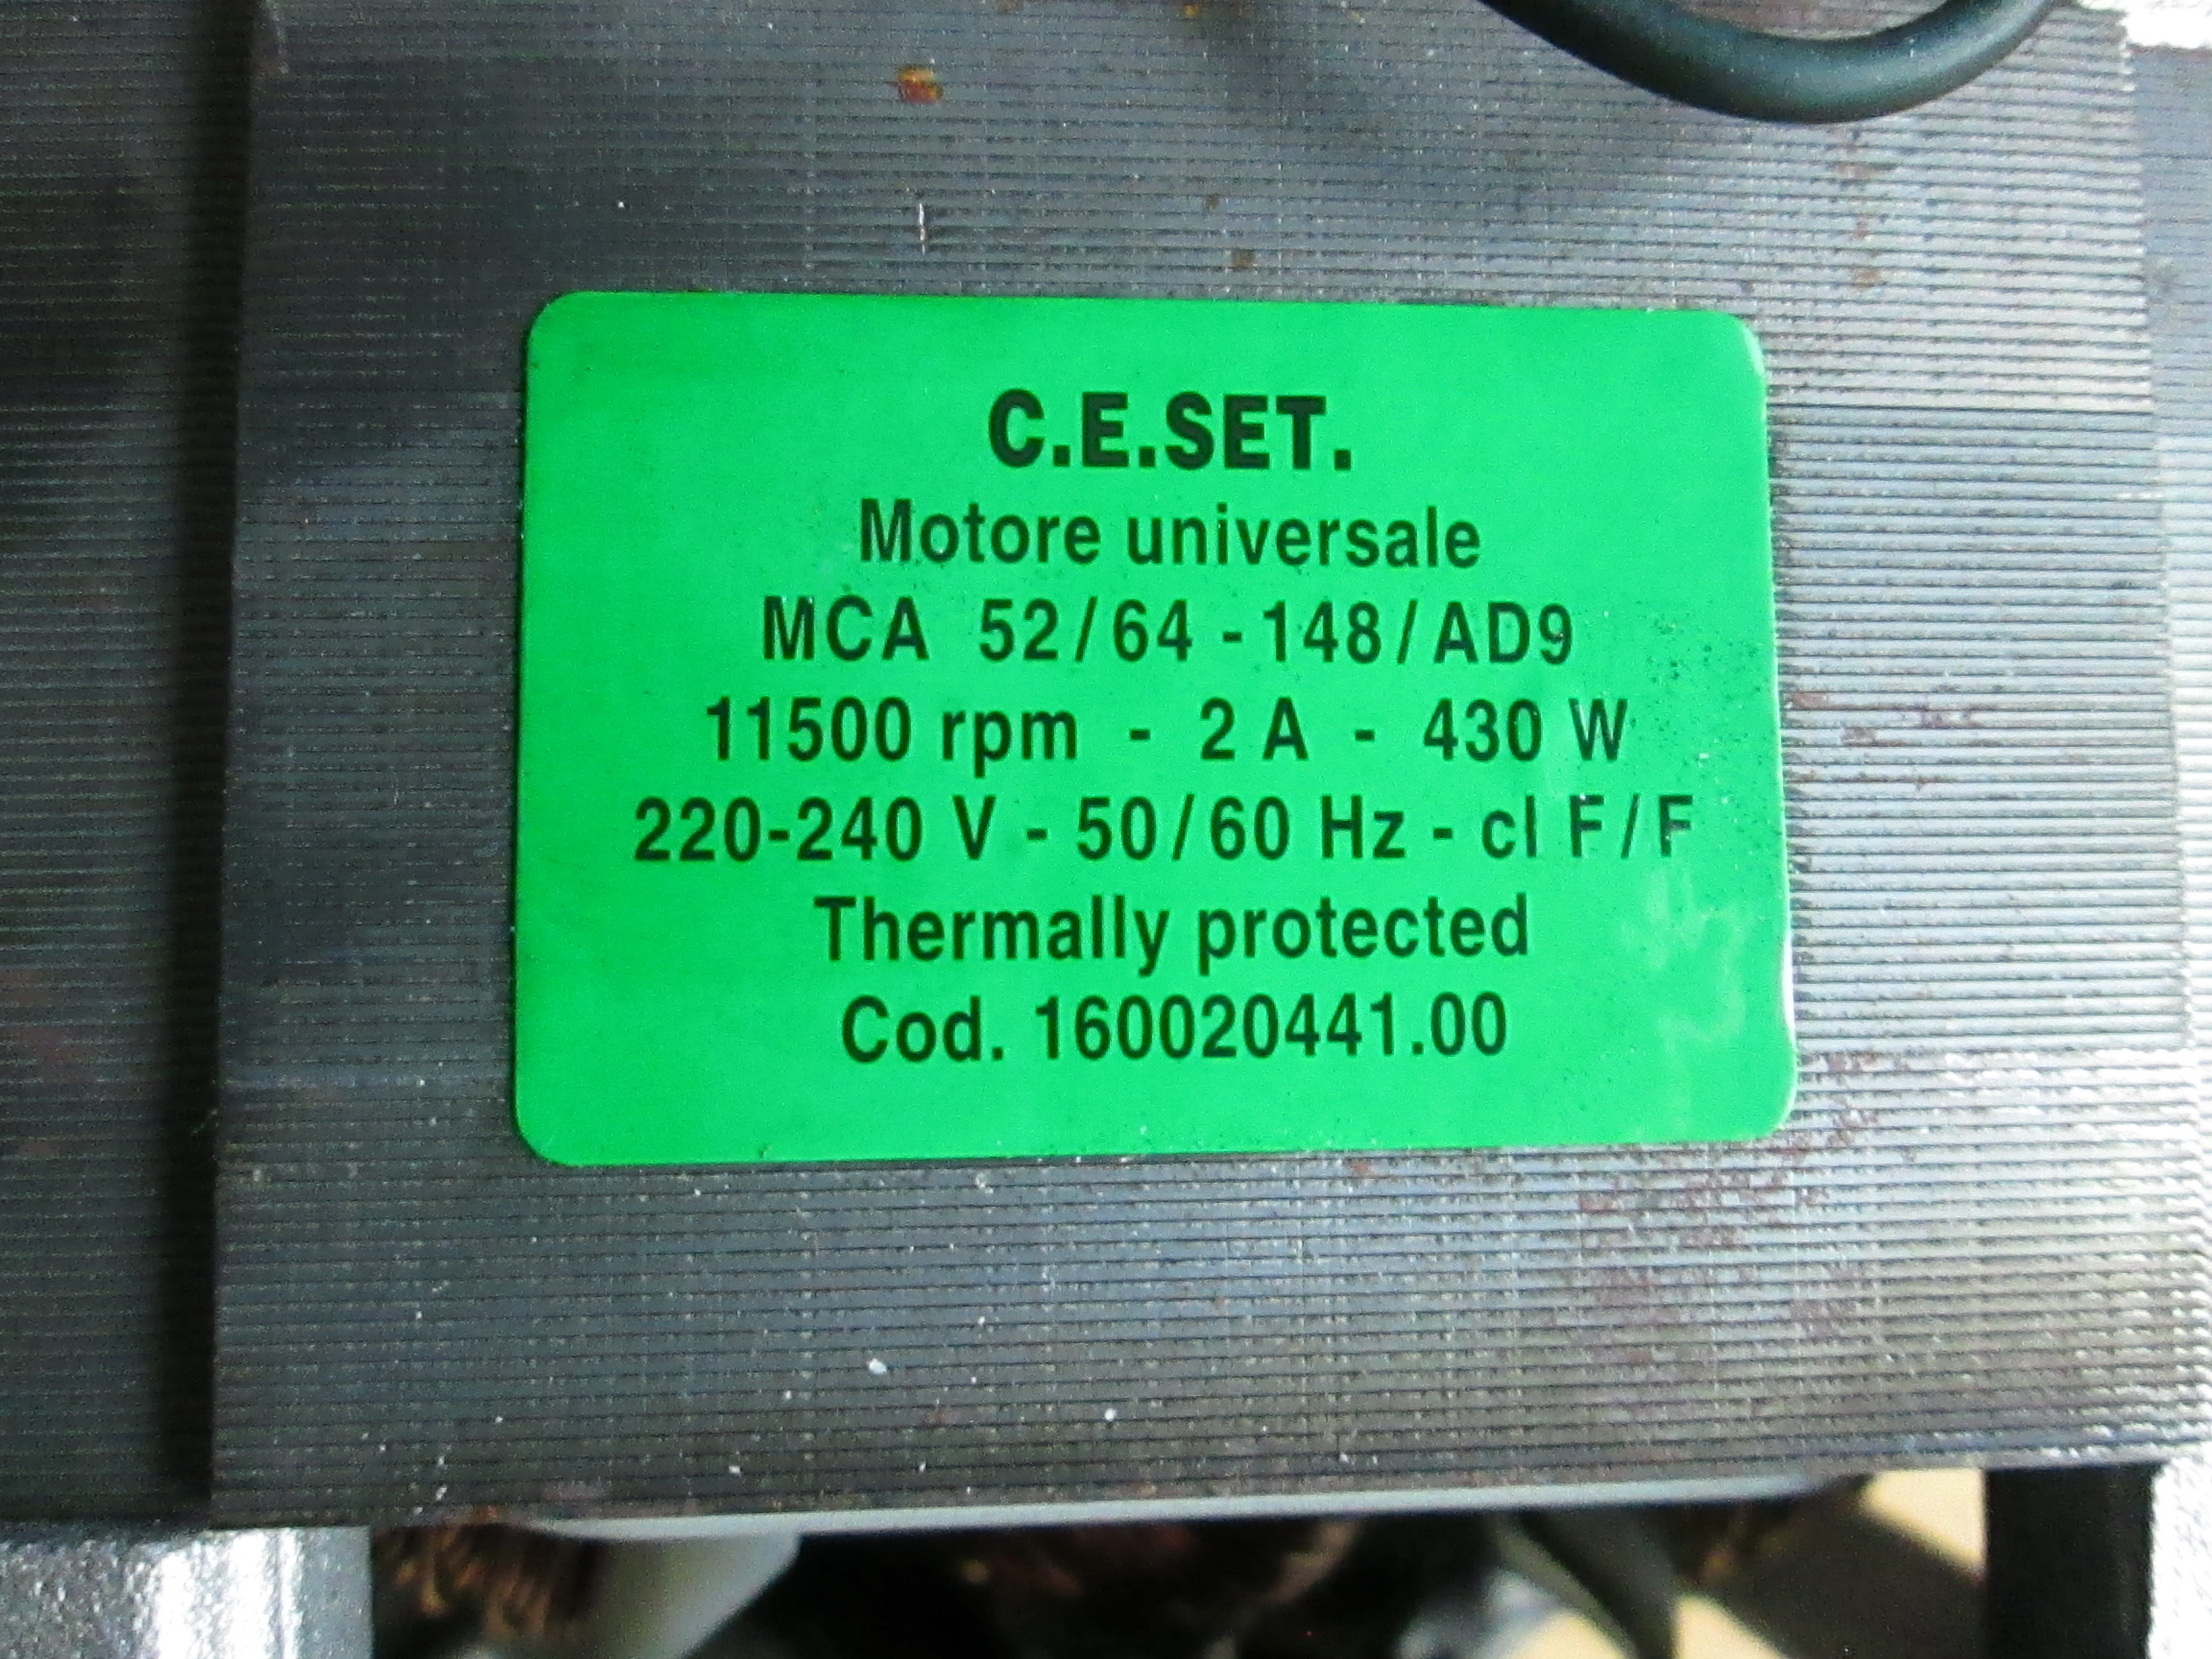 C.E.SET.
Motore universale
MCA 52/64 -148/AD9
11500 rpm - 2 A - 430 W
220-240 V - 50/60 Hz - cl F/F
Thermally protected
Cod. 160020441.00